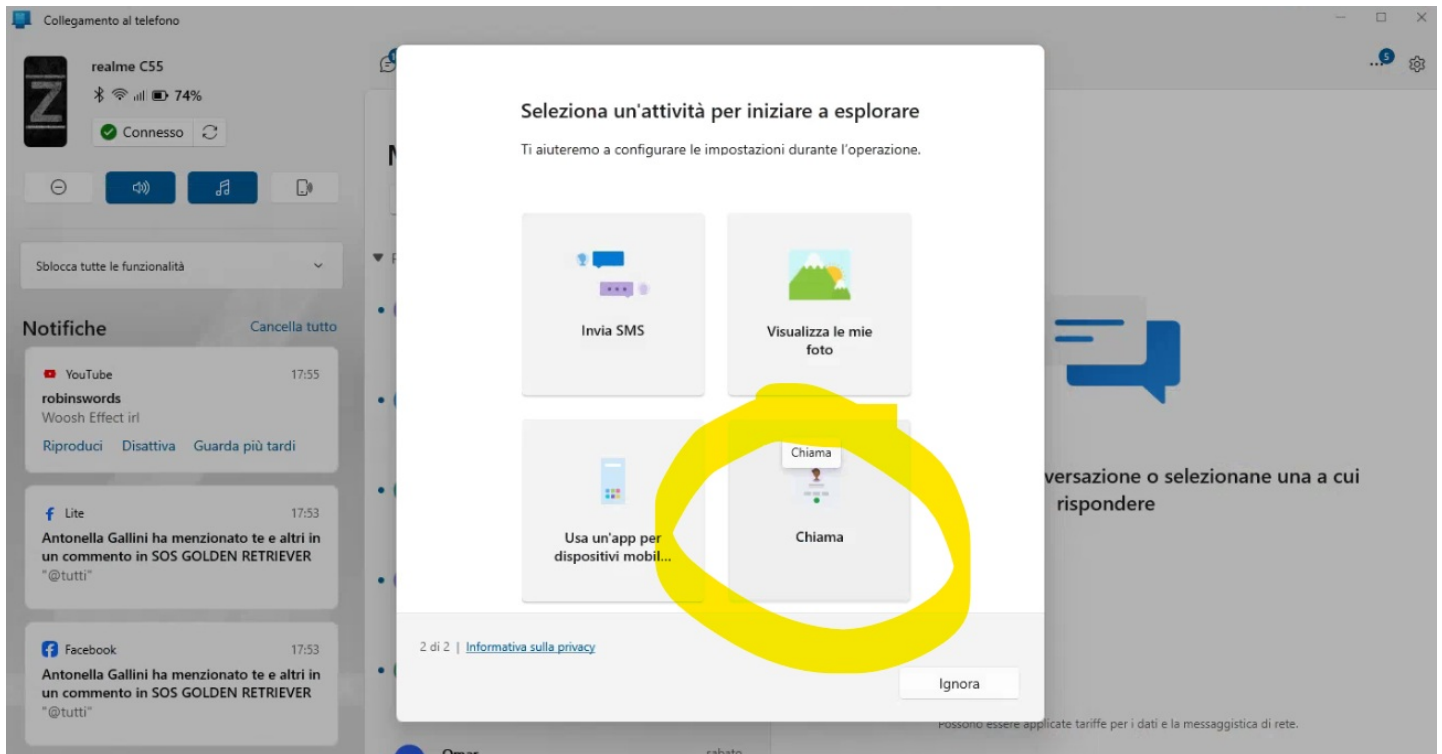 Collegamento al telefono
realme C55
74%
Connesso
Sblocca tutte le funzionalità
Notifiche
Cancella tutto
YouTube
17:55
robinswords
Woosh Effect irl
Riproduci Disattiva Guarda più tardi
Lite
17:53
Antonella Gallini ha menzionato te e altri in
un commento in SOS GOLDEN RETRIEVER
"@tutti"
Facebook
17:53
Antonella Gallini ha menzionato te e altri in
un commento in SOS GOLDEN RETRIEVER
"@tutti"
Seleziona un'attività per iniziare a esplorare
Ti aiuteremo a configurare le impostazioni durante l'operazione.
Invia SMS
Visualizza le mie
foto
Usa un'app per
dispositivi mobil...
Chiama
Chiama
2 di 2 | Informativa sulla privacy
Ignora
5
versazione o selezionane una a cui
rispondere
Possono essere applicate tariffe per i dati e la messaggistica di rete.
Omar
sabato